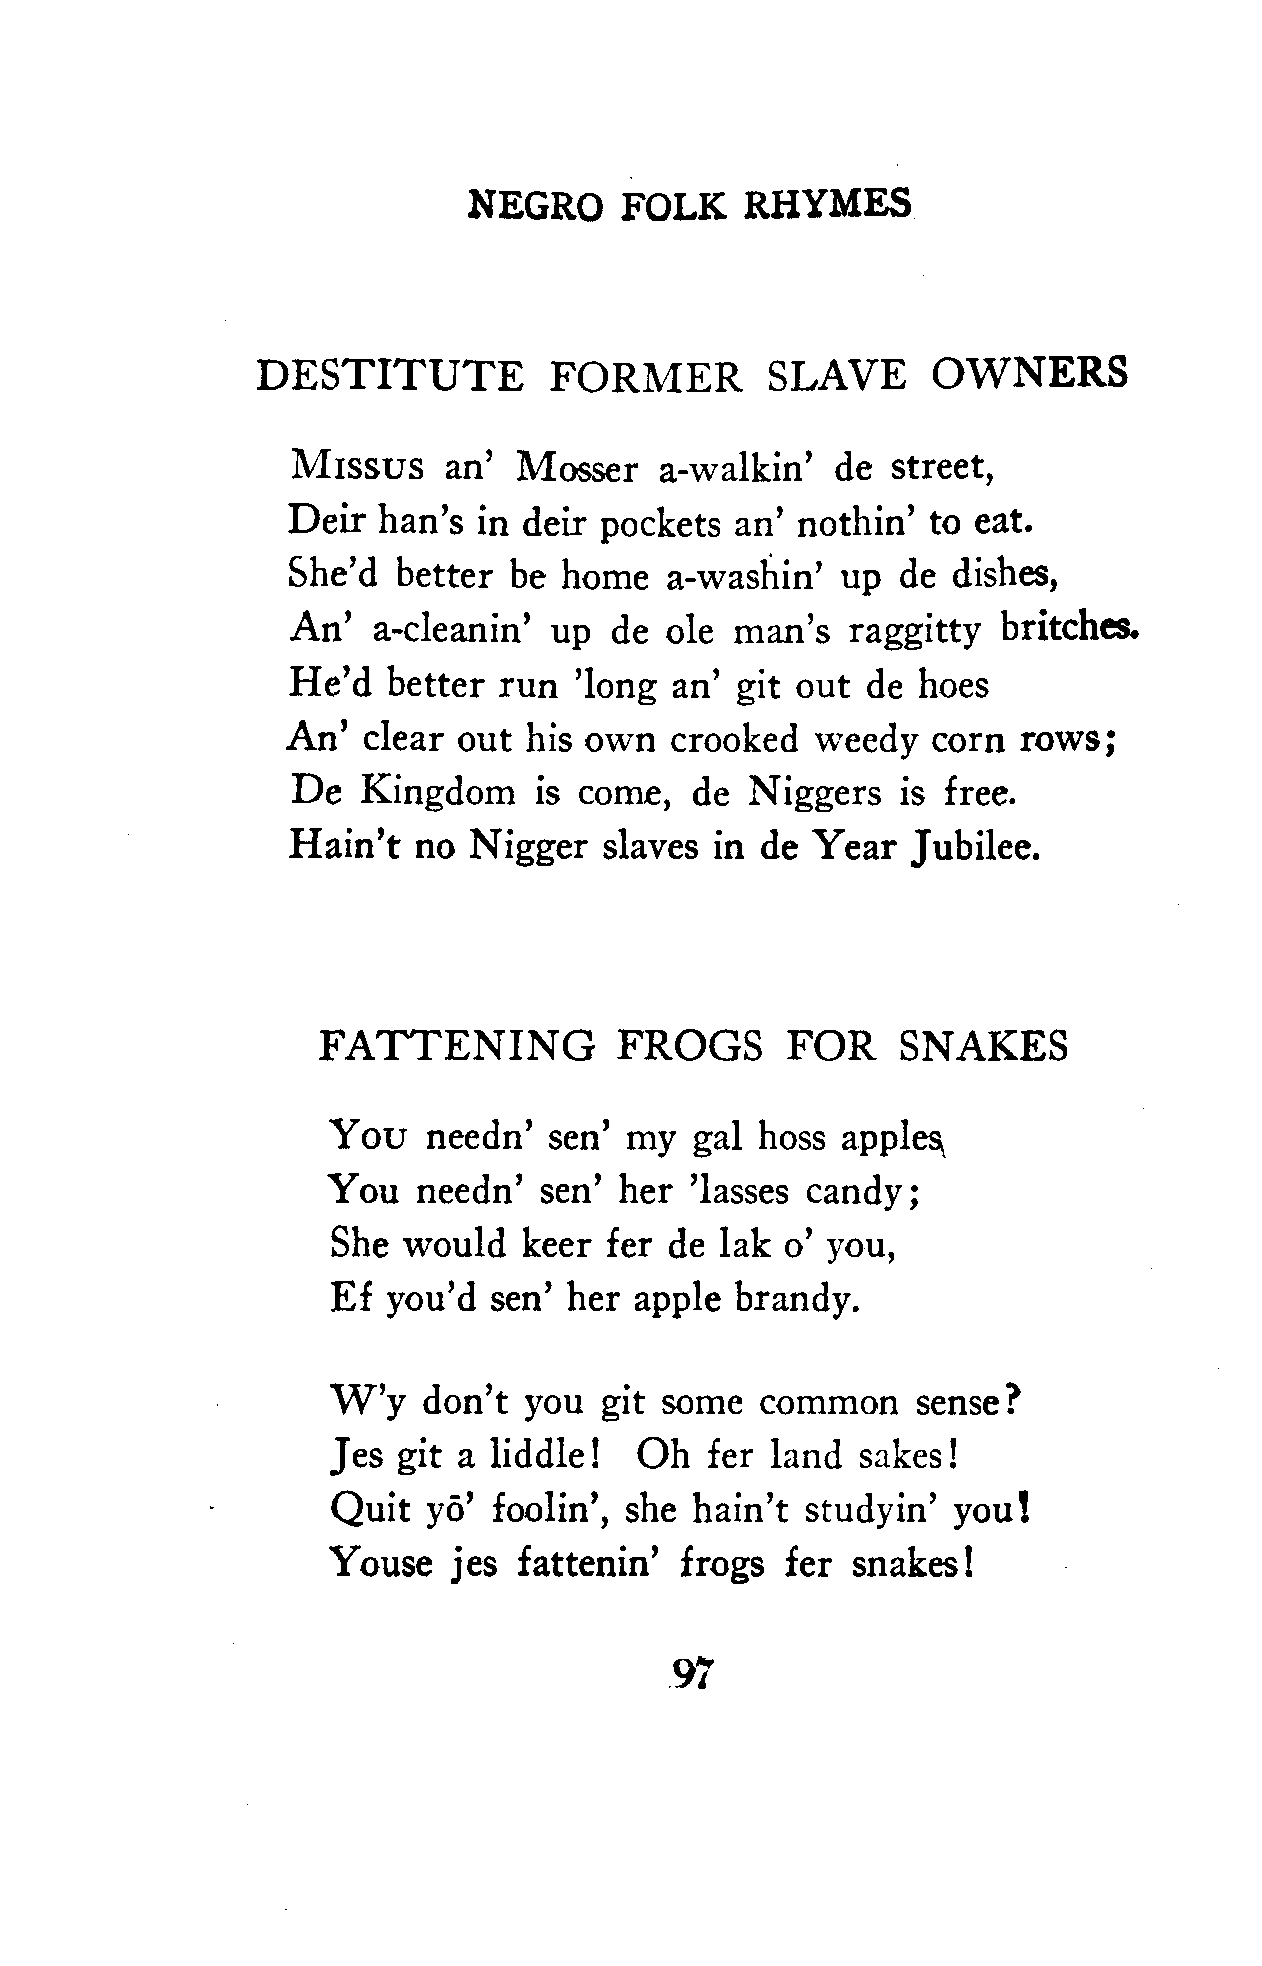 NEGRO FOLK RHYMES
DESTITUTE FORMER SLAVE OWNERS
Missus an' Mosser a-walkin' de street,
Deir han's in deir pockets an' nothin' to eat.
She'd better be home a-washin' up de dishes,
An' a-cleanin' up de ole man's raggitty britches.
He'd better run 'long an' git out de hoes
An' clear out his own crooked weedy corn rows;
De Kingdom is come, de Niggers is free.
Hain't no Nigger slaves in de Year Jubilee.
FATTENING FROGS FOR SNAKES
You needn' sen' my gal hoss apples
You needn' sen' her 'lasses candy;
She would keer fer de lak o' you,
Ef you'd sen' her apple brandy.
W'y don't you git some common sense?
Jes git a liddle! Oh fer land sakes!
Quit yō' foolin', she hain't studyin' you!
Youse jes fattenin' frogs fer snakes!
97